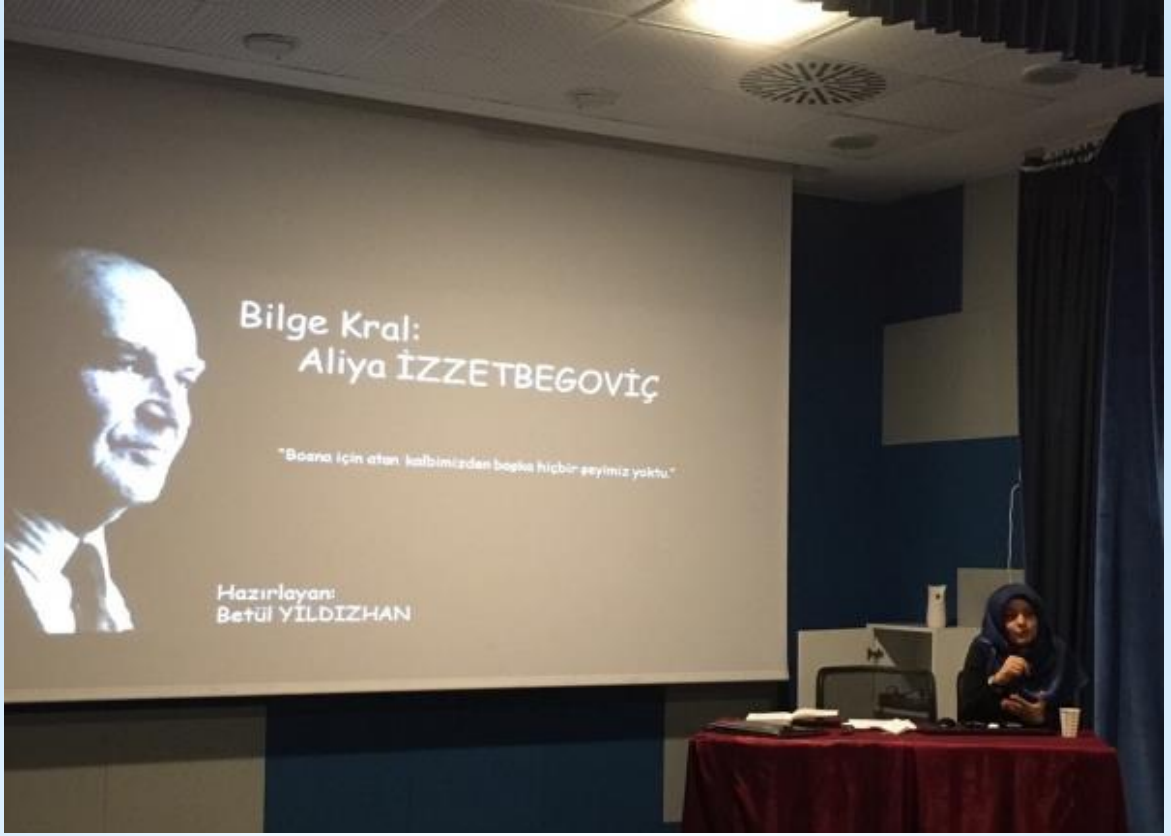 Bilge Kral:
Aliya İZZETBEGOVİÇ
"Bosna için atan kalbimizden başka hiçbir şeyimiz yoktu."
Hazırlayan:
Betül YILDIZHAN